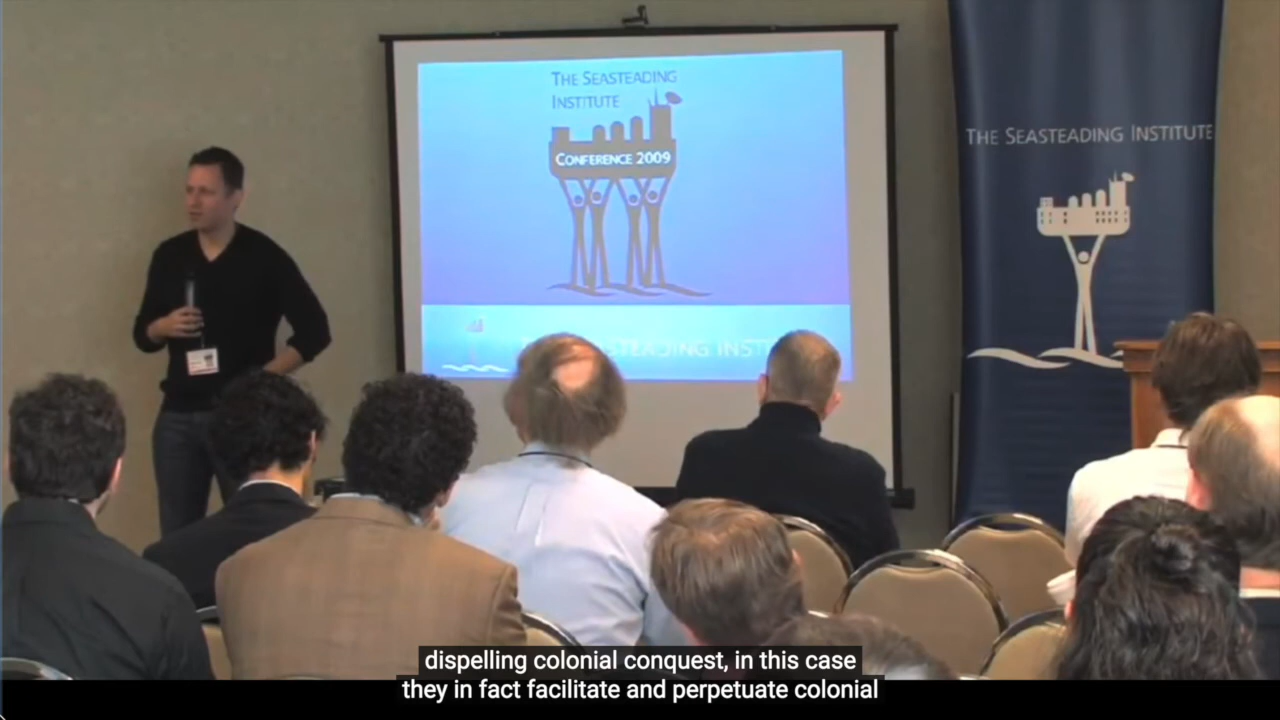 THE SEASTEADING
INSTITUTE
CONFERENCE 2009
THE SEASTEADING INSTITUTE
dispelling colonial conquest, in this case
they in fact facilitate and perpetuate colonial